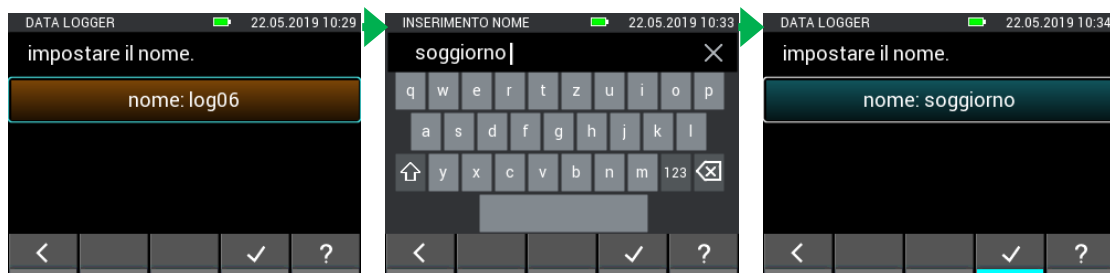 DATA LOGGER 22.05.2019 10:29
impostare il nome.
nome: log06
?
INSERIMENTO NOME 22.05.2019 10:33
soggiorno
q w e r t z u i o p
a s d f g h j k l
y x c v b n m 123
?
DATA LOGGER 22.05.2019 10:34
impostare il nome.
nome: soggiorno
?